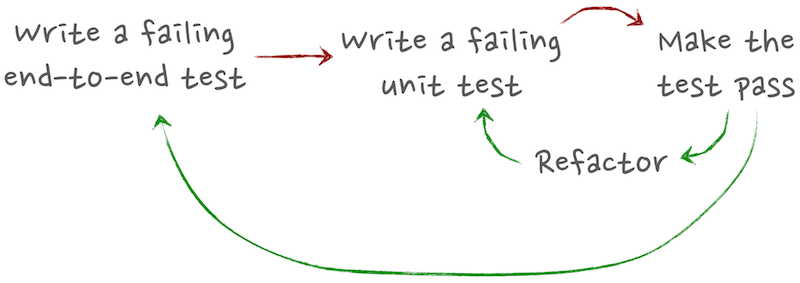 Write a failing
end-to-end test
Write a failing
unit test
Make the
test pass
Refactor